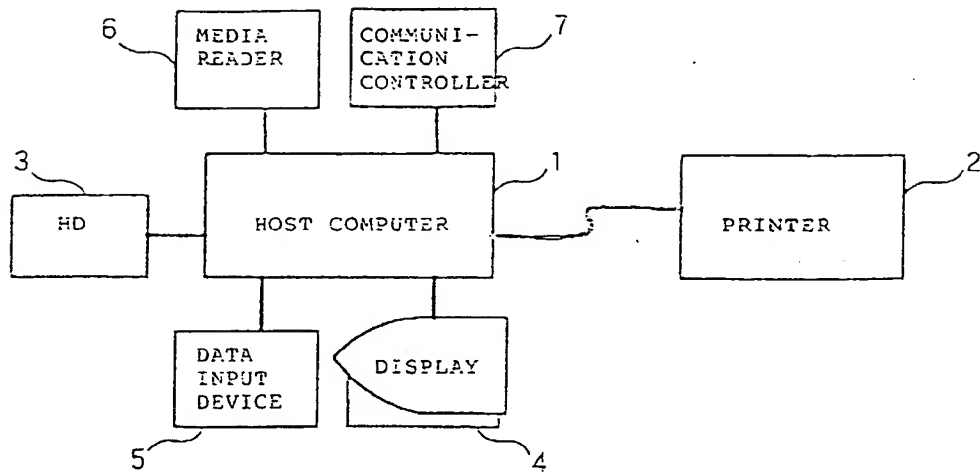 6
MEDIA
READER
COMMUNI-
CATION
CONTROLLER
7
3
HD
1
HOST COMPUTER
2
PRINTER
DATA
INPUT
DEVICE
5
DISPLAY
4